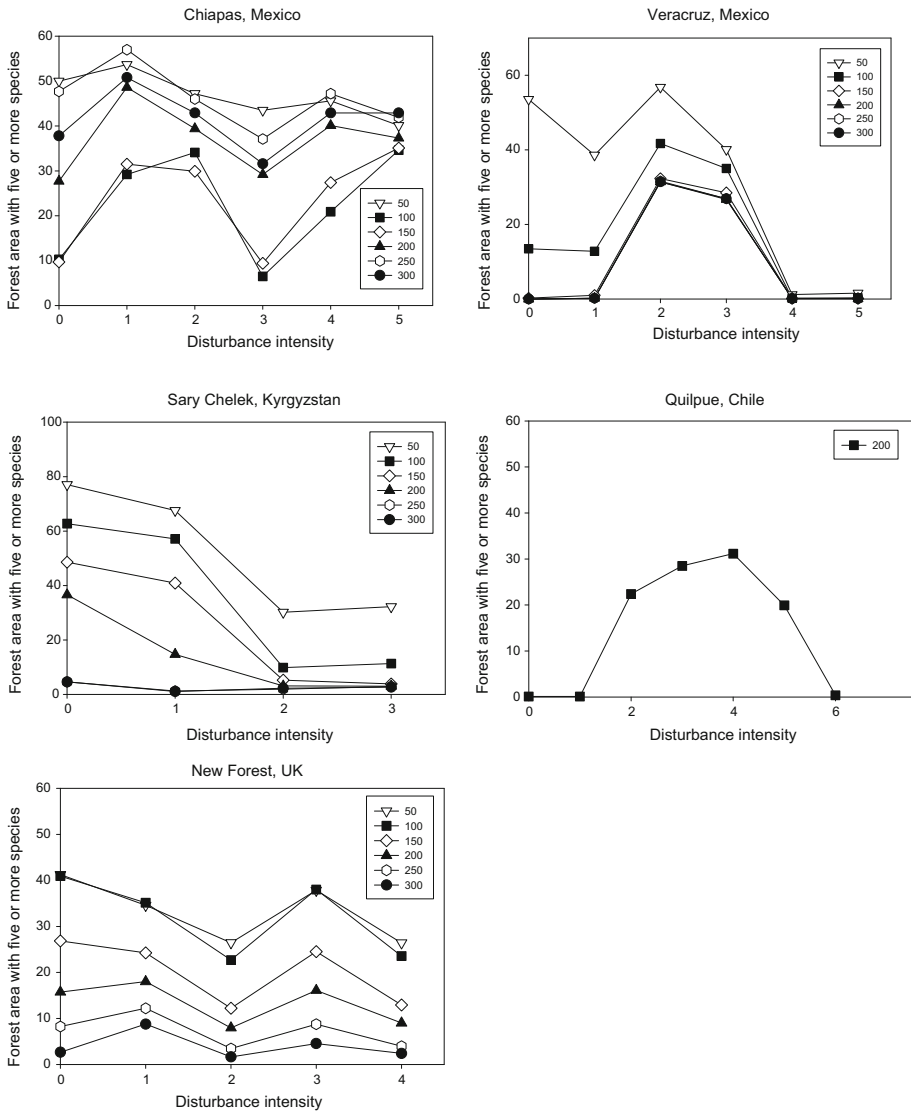 Chiapas, Mexico
Forest area with five or more species
60
50
40
30
20
10
0
50
100
150
200
250
300
0 1 2 3 4 5
Disturbance intensity
Veracruz, Mexico
Forest area with five or more species
60
40
20
0
50
100
150
200
250
300
0 1 2 3 4 5
Disturbance intensity
Sary Chelek, Kyrgyzstan
Forest area with five or more species
100
80
60
40
20
0
50
100
150
200
250
300
0 1 2 3
Disturbance intensity
Quilpue, Chile
Forest area with five or more species
60
50
40
30
20
10
0
200
0 2 4 6
Disturbance intensity
New Forest, UK
Forest area with five or more species
60
50
40
30
20
10
0
50
100
150
200
250
300
0 1 2 3 4
Disturbance intensity